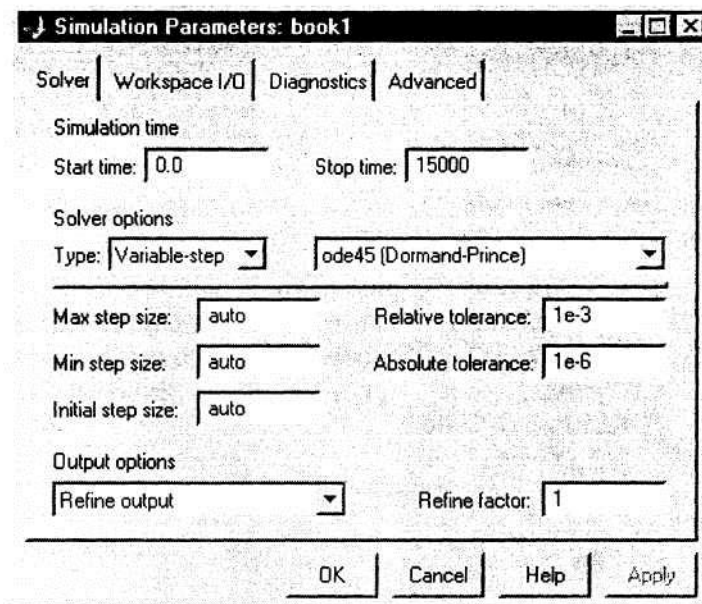 Simulation Parameters: book1
Solver Workspace I/O Diagnostics Advanced
Simulation time
Start time: 0.0 Stop time: 15000
Solver options
Type: Variable-step ode45 (Dormand-Prince)
Max step size: auto Relative tolerance: 1e-3
Min step size: auto Absolute tolerance: 1e-6
Initial step size: auto
Output options
Refine output Refine factor: 1
OK Cancel Help Apply